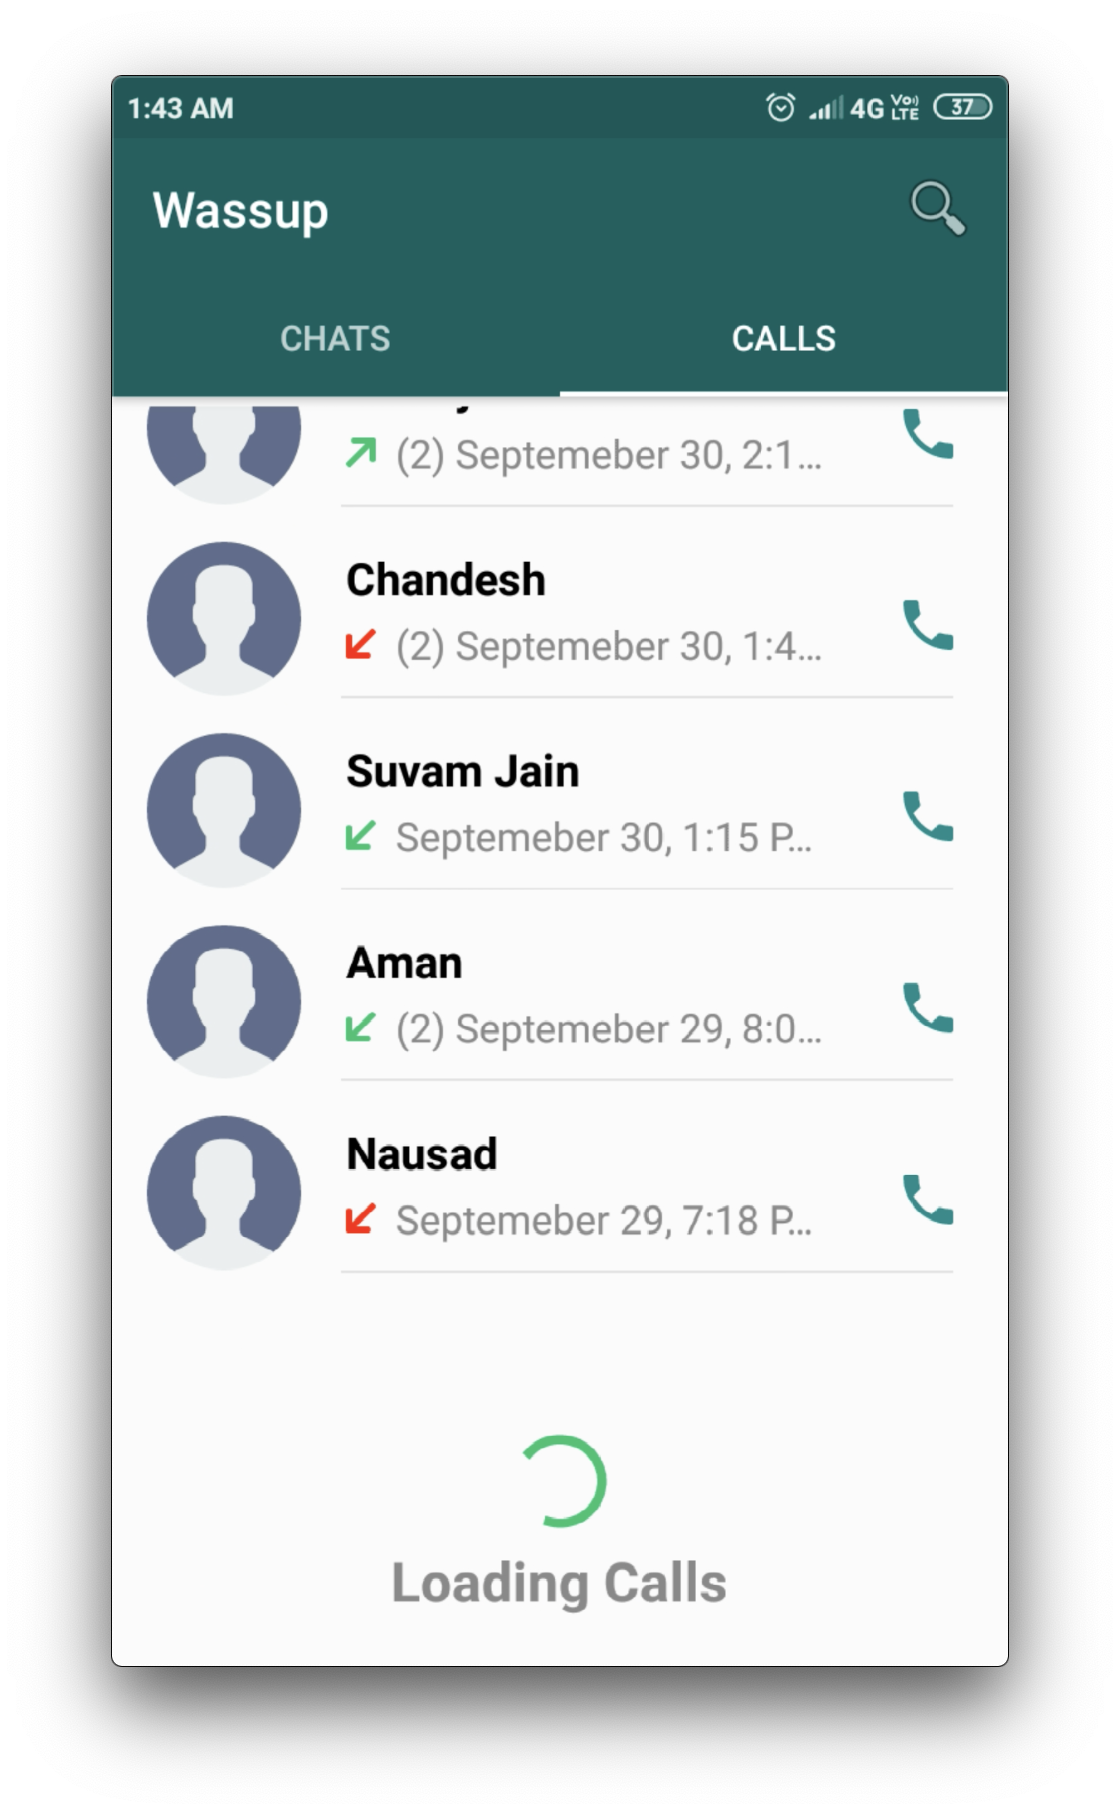 1:43 AM 4G Vo) LTE 37
Wassup
CHATS CALLS
(2) Septemeber 30, 2:1...
Chandesh
(2) Septemeber 30, 1:4...
Suvam Jain
Septemeber 30, 1:15 P...
Aman
(2) Septemeber 29, 8:0...
Nausad
Septemeber 29, 7:18 P...
Loading Calls